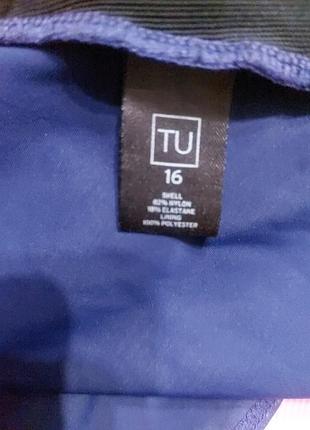 TU
16
SHELL
82% NYLON
18% ELASTANE
LINING
100% POLYESTER